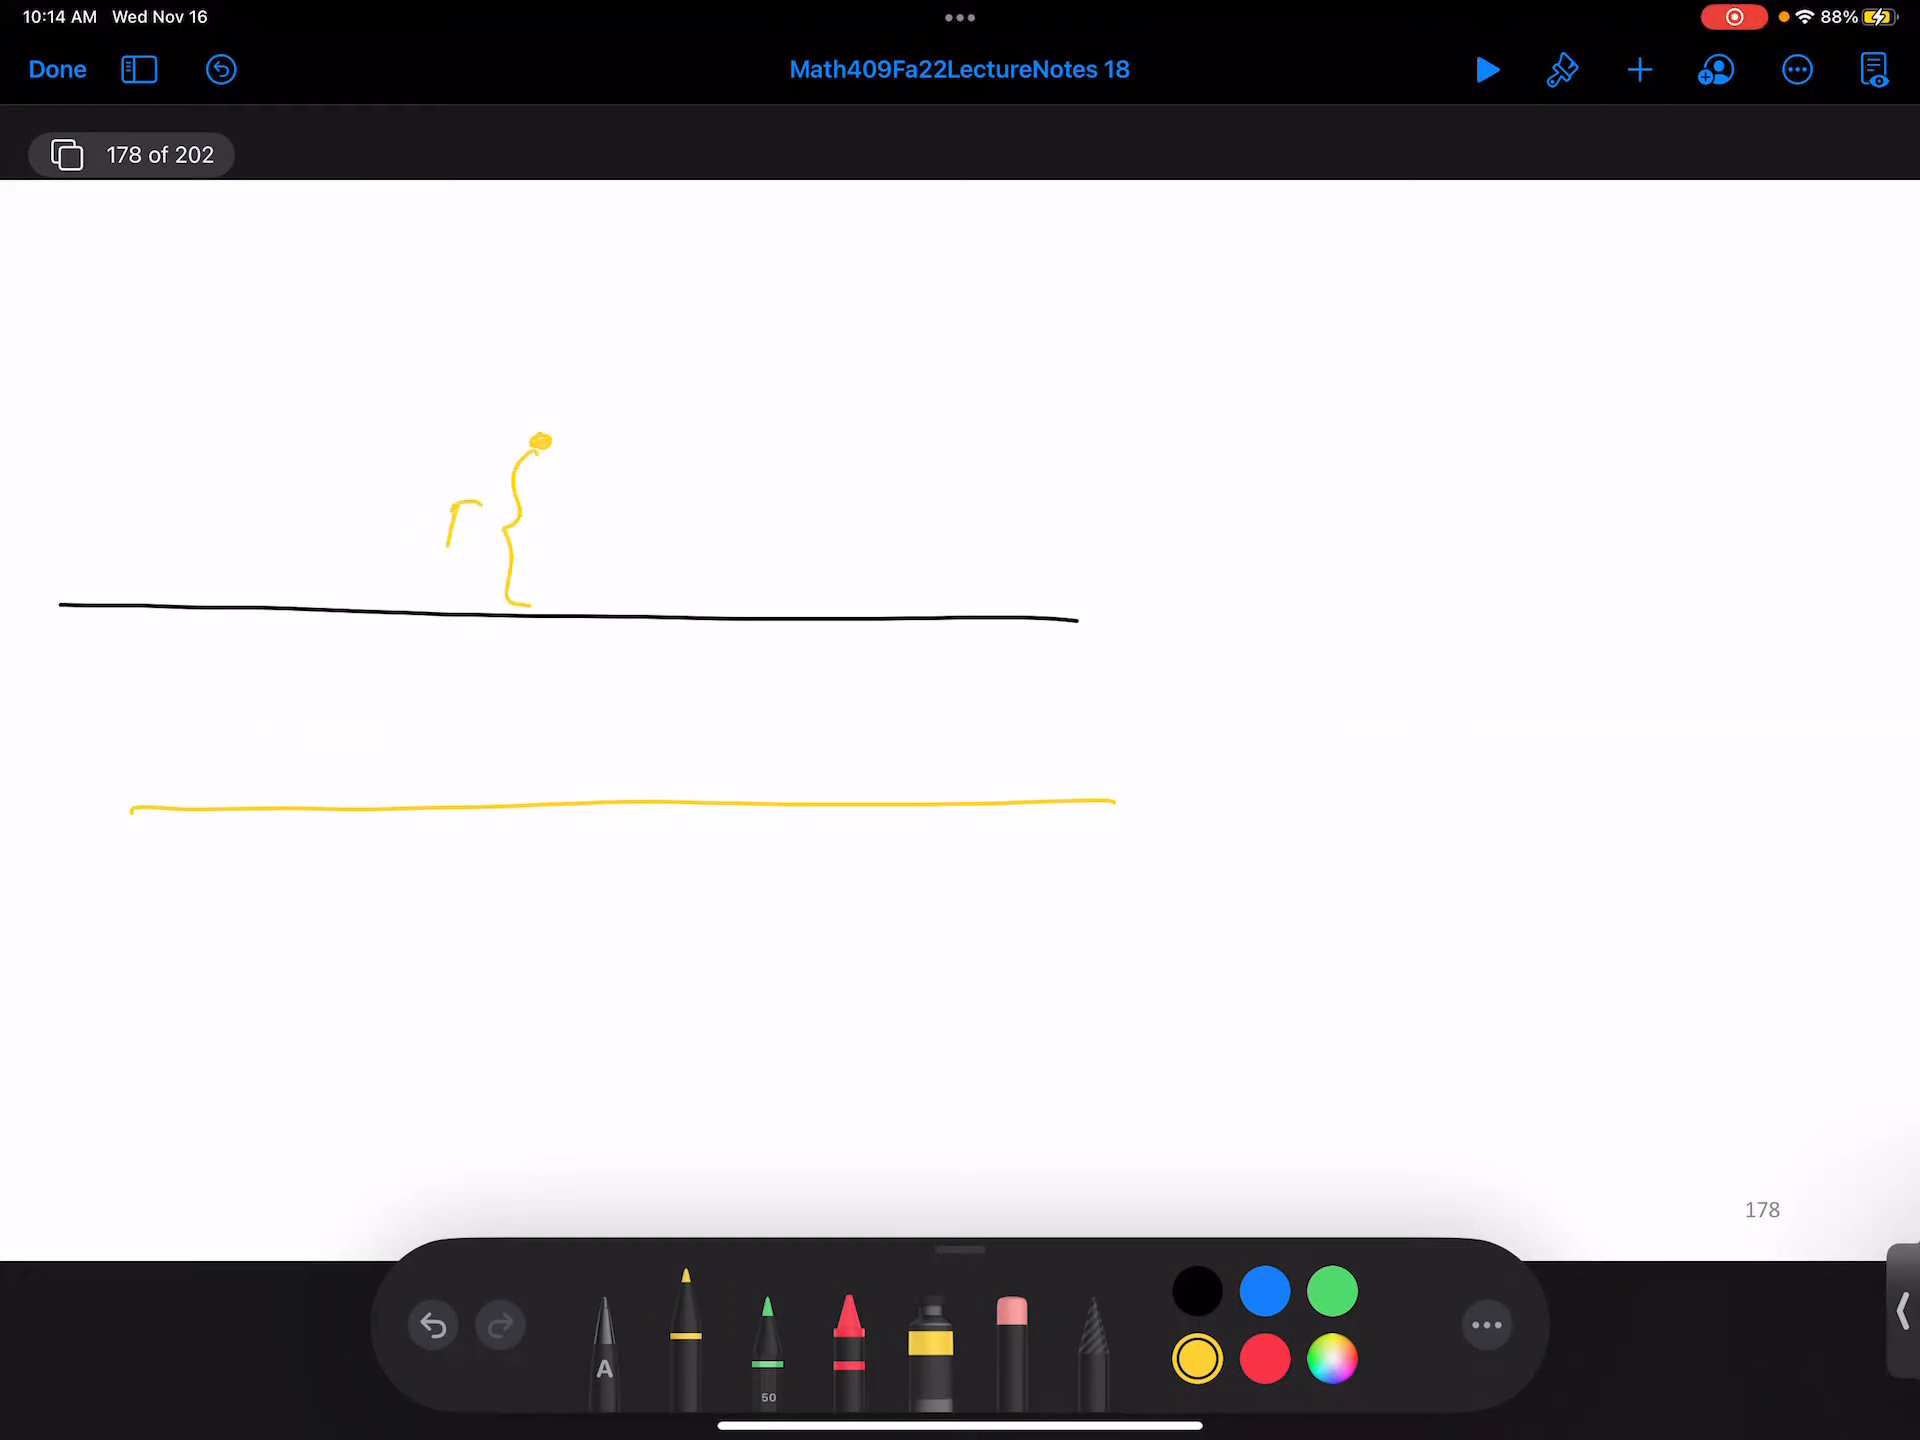 10:14 AM Wed Nov 16
88%
Done
Math409Fa22LectureNotes 18
178 of 202
r
178
A
50